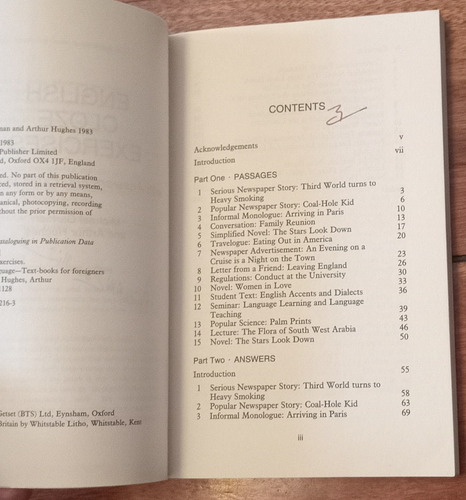 nan and Arthur Hughes 1983
1983
Publisher Limited
d, Oxford OX4 1JF, England
ed. No part of this publication
ced, stored in a retrieval system,
n any form or by any means,
anical, photocopying, recording
thout the prior permission of
ataloguing in Publication Data
xercises.
guage—Text-books for foreigners
Hughes, Arthur
1128
216-3
Getset (BTS) Ltd, Eynsham, Oxford
Britain by Whitstable Litho, Whitstable, Kent
CONTENTS
Acknowledgements v
Introduction vii
Part One · PASSAGES
1 Serious Newspaper Story: Third World turns to
Heavy Smoking 3
2 Popular Newspaper Story: Coal-Hole Kid 6
3 Informal Monologue: Arriving in Paris 10
4 Conversation: Family Reunion 13
5 Simplified Novel: The Stars Look Down 17
6 Travelogue: Eating Out in America 20
7 Newspaper Advertisement: An Evening on a
Cruise is a Night on the Town 23
8 Letter from a Friend: Leaving England 26
9 Regulations: Conduct at the University 30
10 Novel: Women in Love 33
11 Student Text: English Accents and Dialects 36
12 Seminar: Language Learning and Language
Teaching 39
13 Popular Science: Palm Prints 43
14 Lecture: The Flora of South West Arabia 46
15 Novel: The Stars Look Down 50
Part Two · ANSWERS
Introduction 55
1 Serious Newspaper Story: Third World turns to
Heavy Smoking 58
2 Popular Newspaper Story: Coal-Hole Kid 63
3 Informal Monologue: Arriving in Paris 69
iii